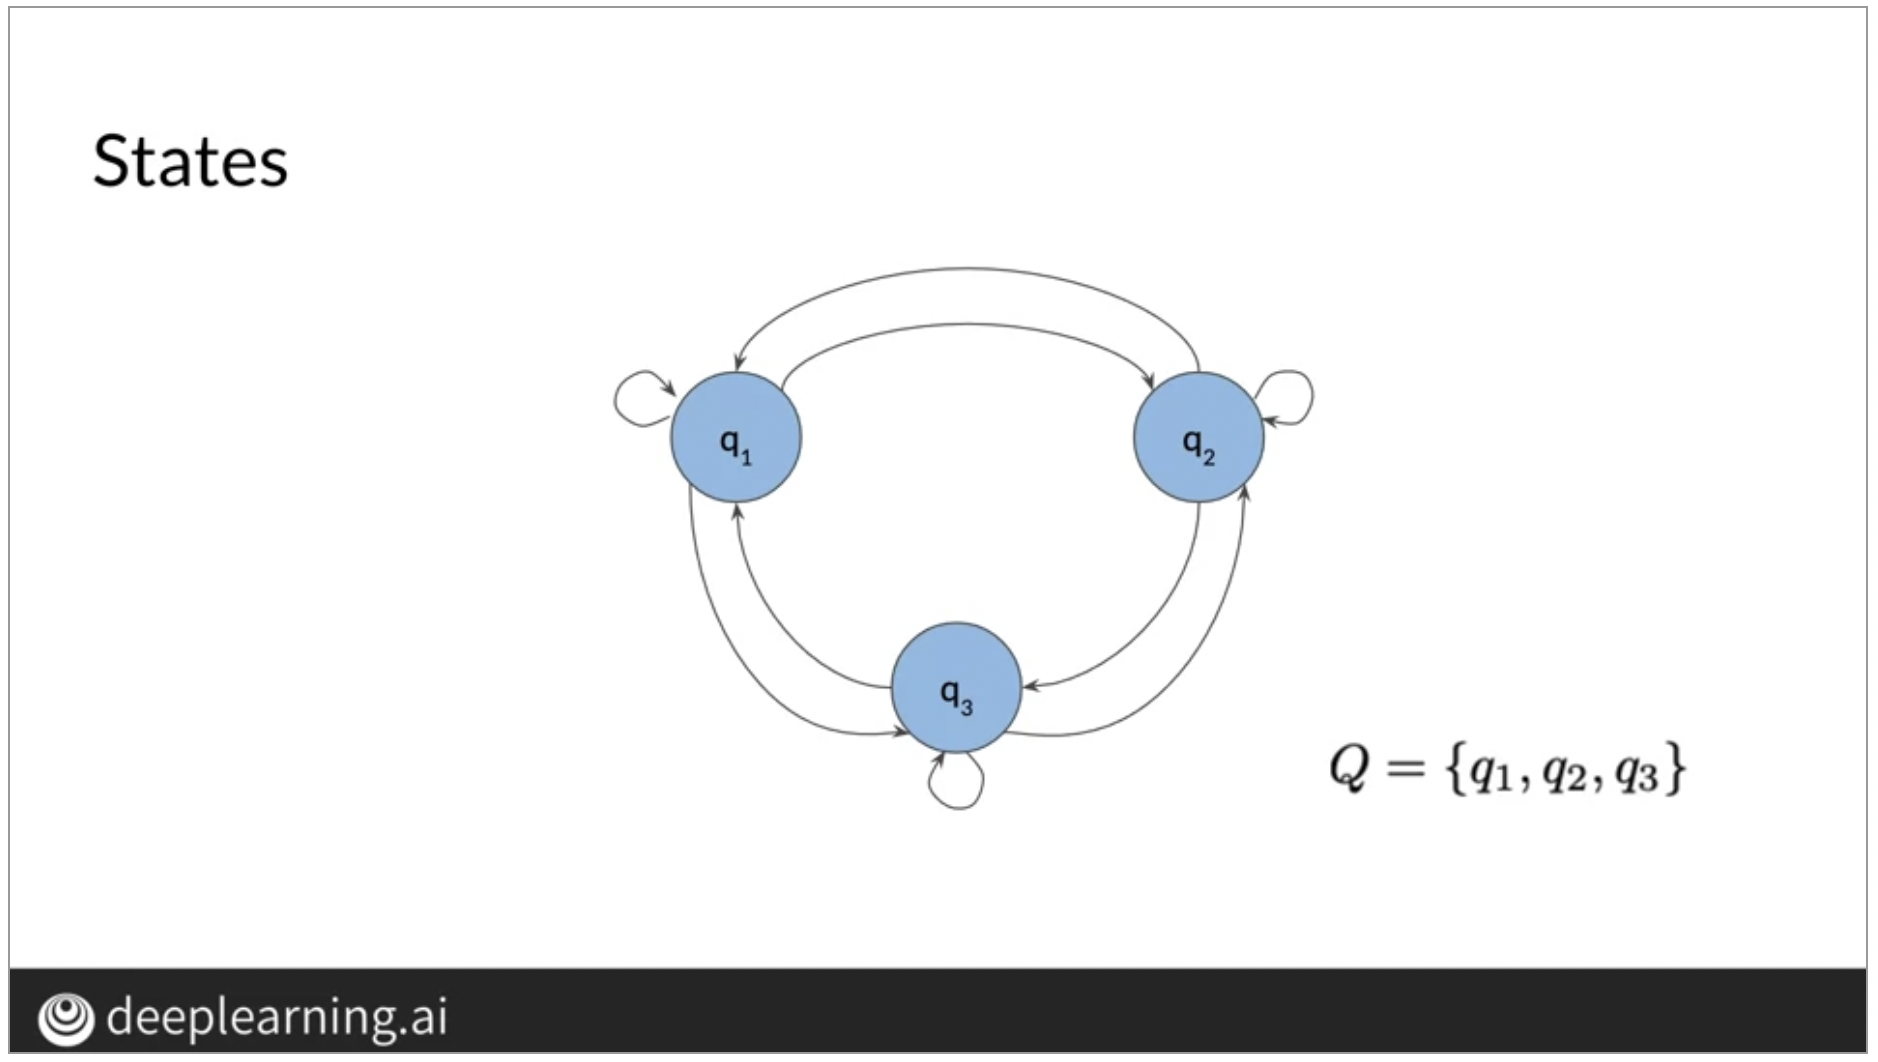 States
q1
q2
q3
Q = {q1, q2, q3}
deeplearning.ai